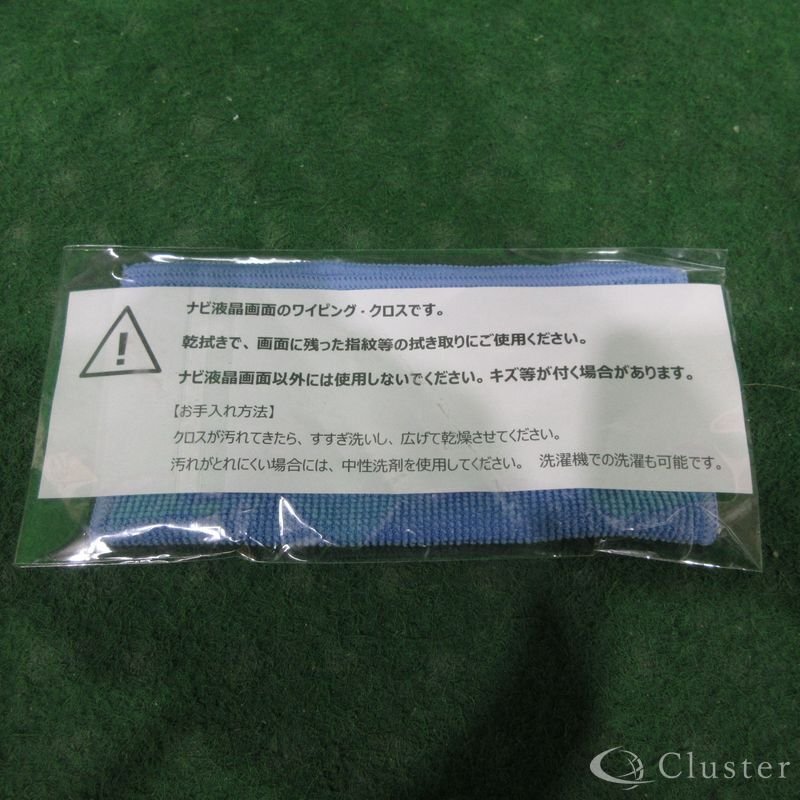 ナビ液晶画面のワイピング・クロスです。
乾拭きで、画面に残った指紋等の拭き取りにご使用ください。
ナビ液晶画面以外には使用しないでください。キズ等が付く場合があります。
【お手入れ方法】
クロスが汚れてきたら、すすぎ洗いし、広げて乾燥させてください。
汚れがとれにくい場合には、中性洗剤を使用してください。 洗濯機での洗濯も可能です。
Cluster